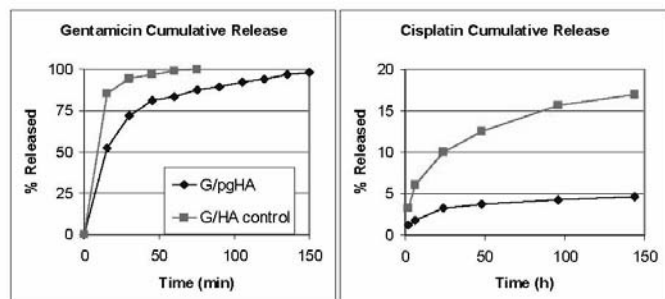 Gentamicin Cumulative Release
100
75
50
25
0
% Released
G/pgHA
G/HA control
0 50 100 150
Time (min)
Cisplatin Cumulative Release
20
15
10
5
0
% Released
0 50 100 150
Time (h)